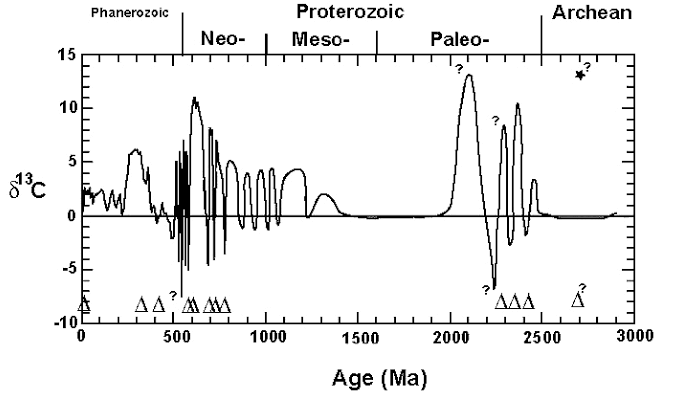 Phanerozoic Proterozoic Archean
Neo- Meso- Paleo-
15
10
5
0
-5
-10
δ13C
? ? ? ? ? ?
0 500 1000 1500 2000 2500 3000
Age (Ma)